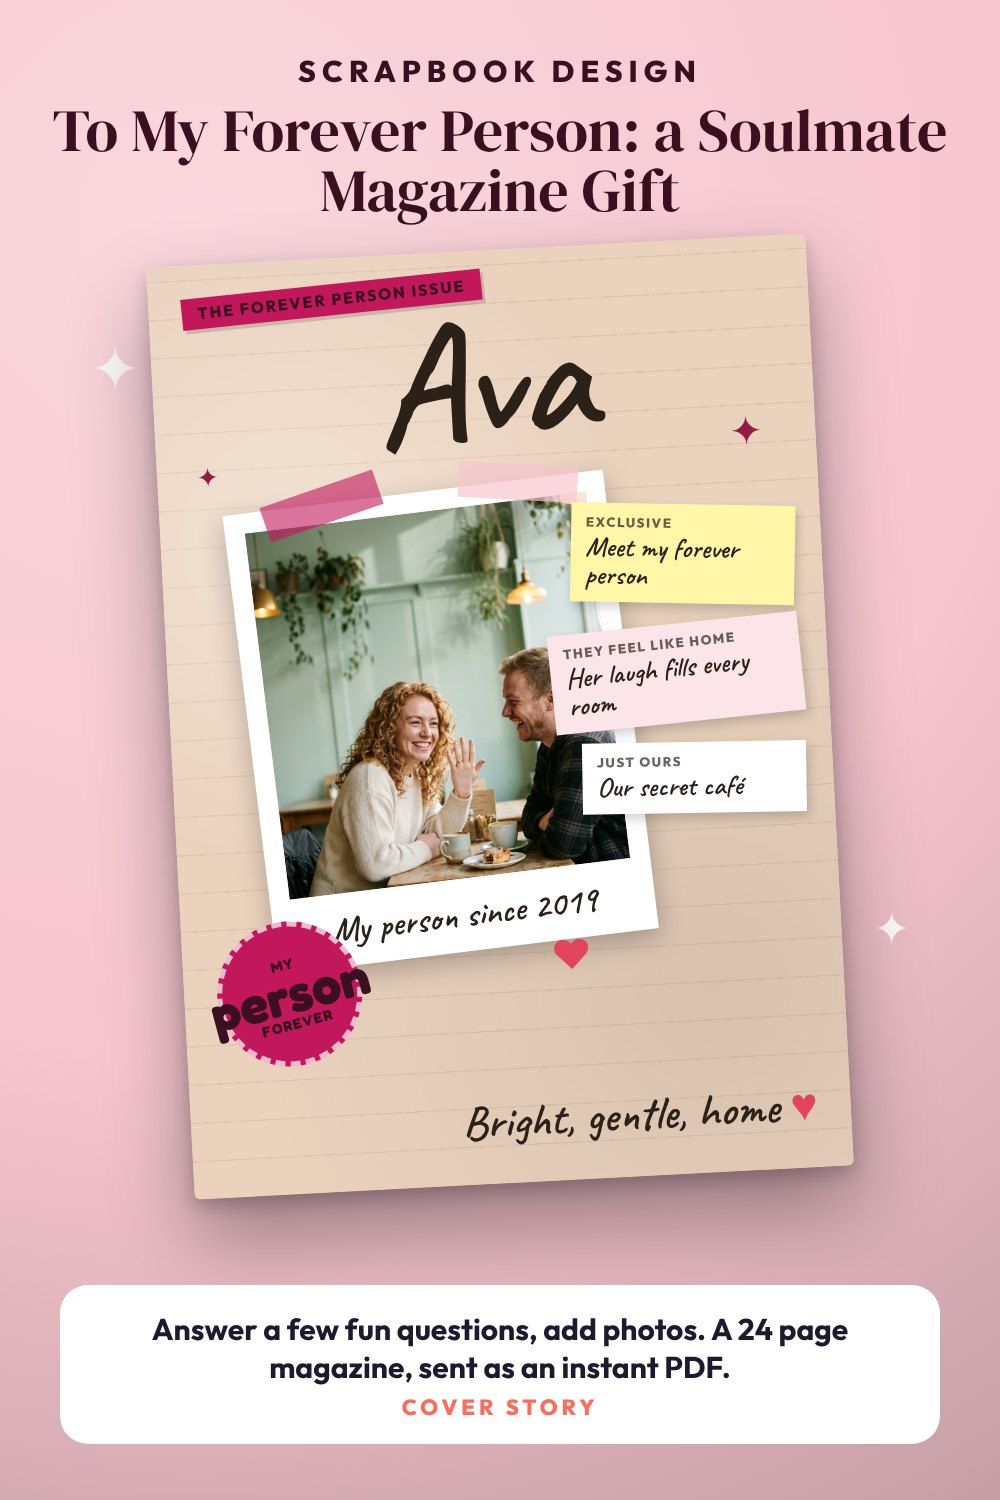 SCRAPBOOK DESIGN
To My Forever Person: a Soulmate
Magazine Gift
THE FOREVER PERSON ISSUE
Ava
EXCLUSIVE
Meet my forever
person
THEY FEEL LIKE HOME
Her laugh fills every
room
JUST OURS
Our secret café
My person since 2019
MY
person
FOREVER
Bright, gentle, home ♥
Answer a few fun questions, add photos. A 24 page
magazine, sent as an instant PDF.
COVER STORY